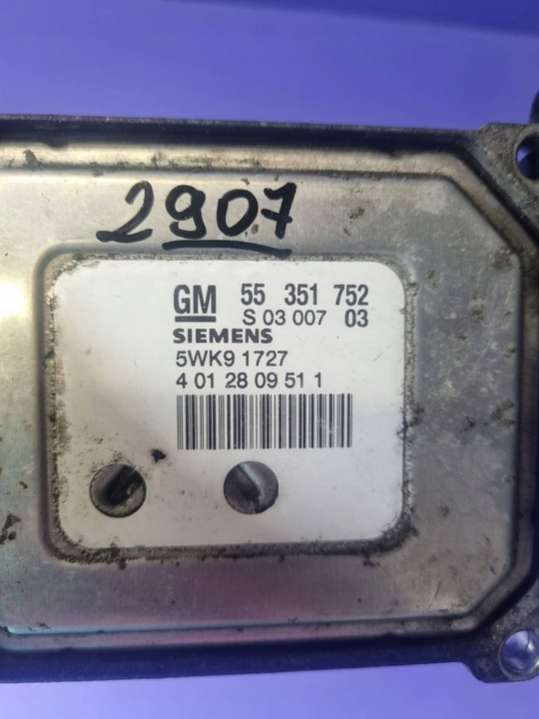 2907
GM 55 351 752
S 03 007 03
SIEMENS
5WK9 1727
4 01 28 09 51 1